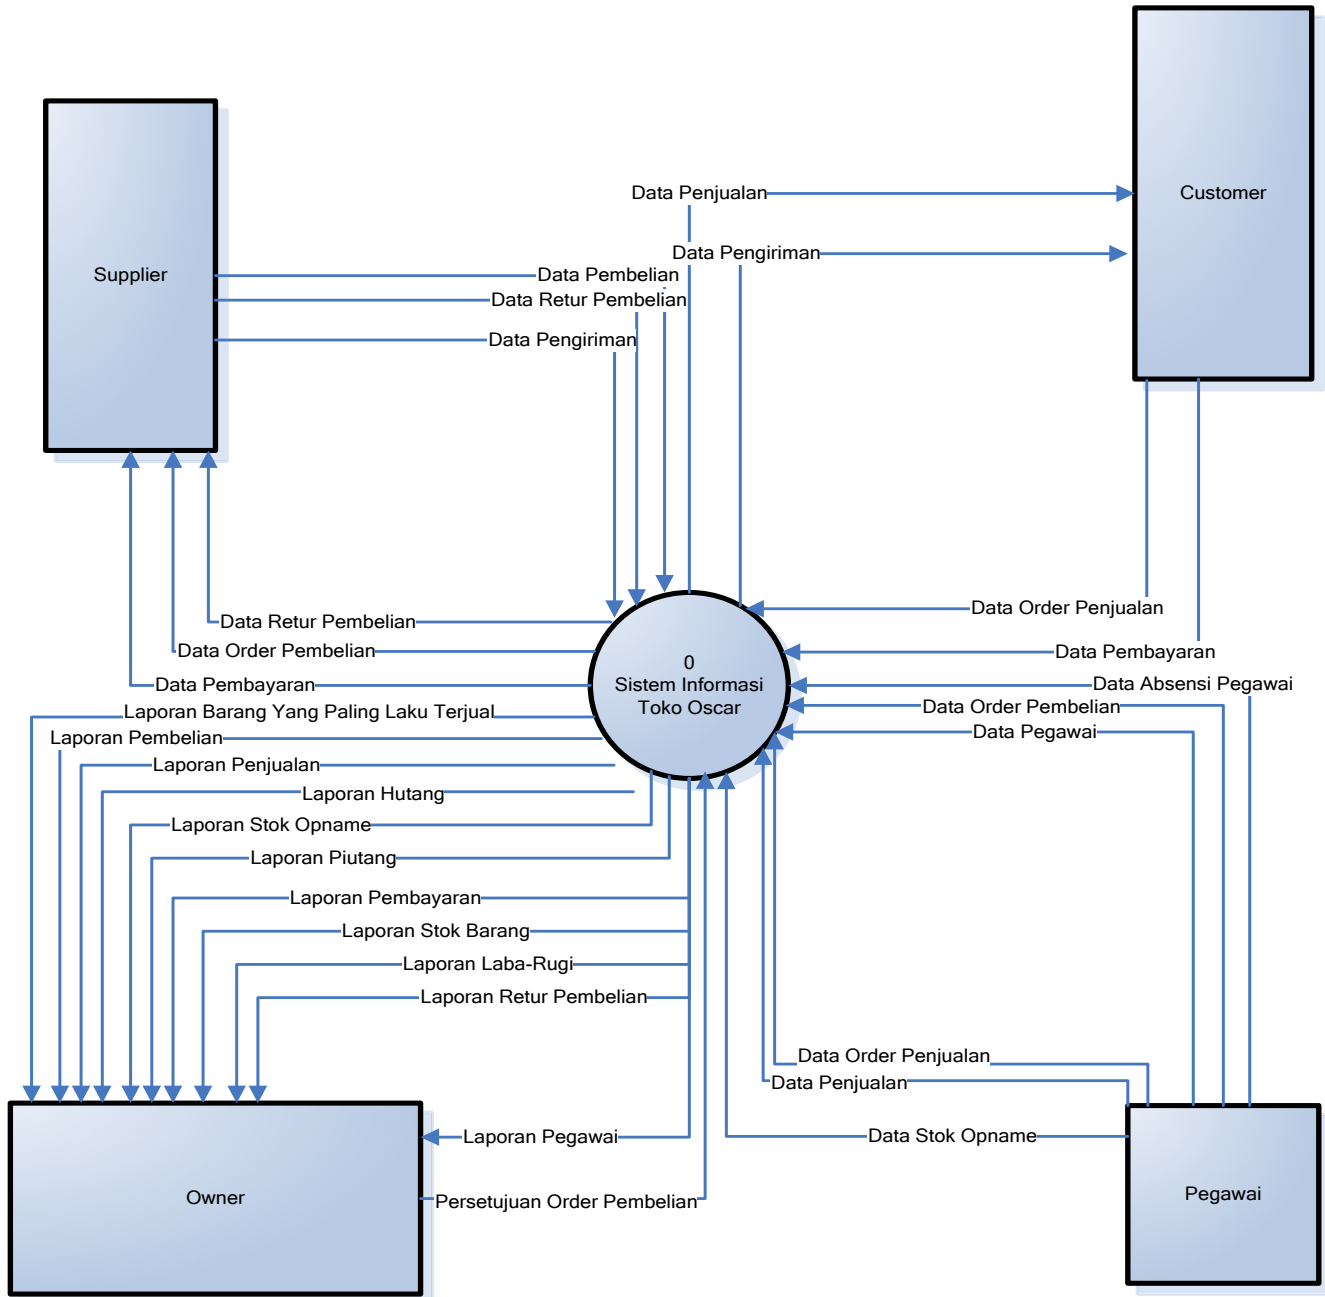 Customer
Data Penjualan
Data Pengiriman
Supplier
Data Pembelian
Data Retur Pembelian
Data Pengiriman
Data Order Penjualan
Data Retur Pembelian
Data Order Pembelian
Data Pembayaran
0
Sistem Informasi
Toko Oscar
Data Pembayaran
Data Absensi Pegawai
Data Order Pembelian
Data Pegawai
Laporan Barang Yang Paling Laku Terjual
Laporan Pembelian
Laporan Penjualan
Laporan Hutang
Laporan Stok Opname
Laporan Piutang
Laporan Pembayaran
Laporan Stok Barang
Laporan Laba-Rugi
Laporan Retur Pembelian
Data Order Penjualan
Data Penjualan
Data Stok Opname
Laporan Pegawai
Persetujuan Order Pembelian
Owner
Pegawai